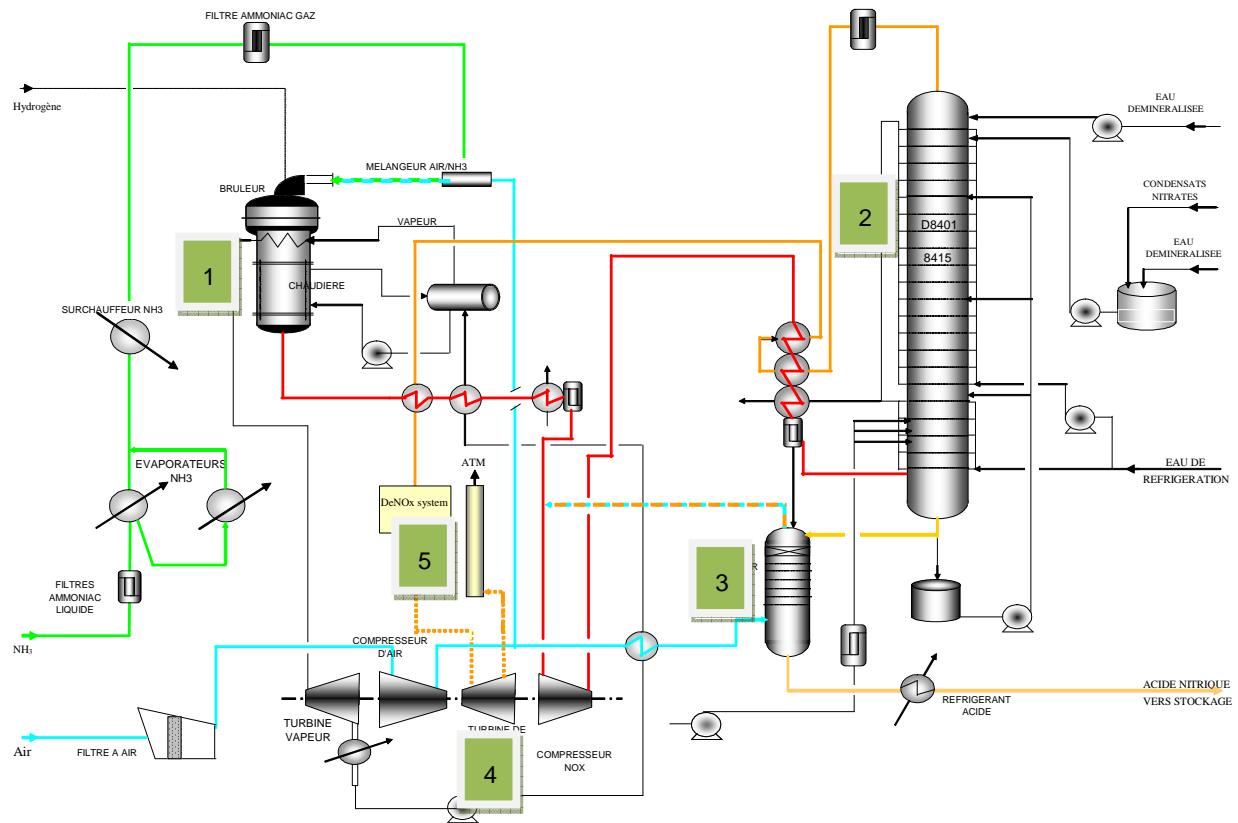 FILTRE AMMONIAC GAZ
Hydrogène
MELANGEUR AIR/NH3
BRULEUR
VAPEUR
1
CHAUDIERE
SURCHAUFFEUR NH3
EVAPORATEURS
NH3
FILTRES
AMMONIAC
LIQUIDE
NH3
Air
FILTRE A AIR
ATM
DeNOx system
5
COMPRESSEUR
D'AIR
TURBINE
VAPEUR
TURBINE DE
4
COMPRESSEUR
NOX
3
R
2
D8401
8415
EAU
DEMINERALISEE
CONDENSATS
NITRATES
EAU
DEMINERALISEE
EAU DE
REFRIGERATION
REFRIGERANT
ACIDE
ACIDE NITRIQUE
VERS STOCKAGE